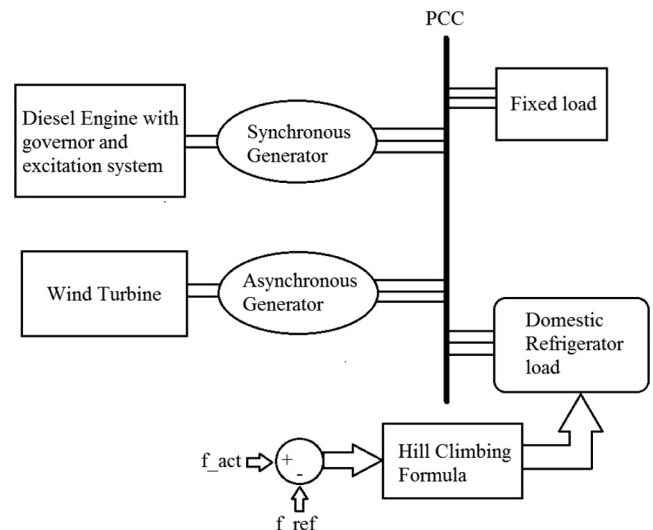 PCC
Diesel Engine with
governor and
excitation system
Synchronous
Generator
Fixed load
Wind Turbine
Asynchronous
Generator
Domestic
Refrigerator
load
f_act
+
-
Hill Climbing
Formula
f_ref